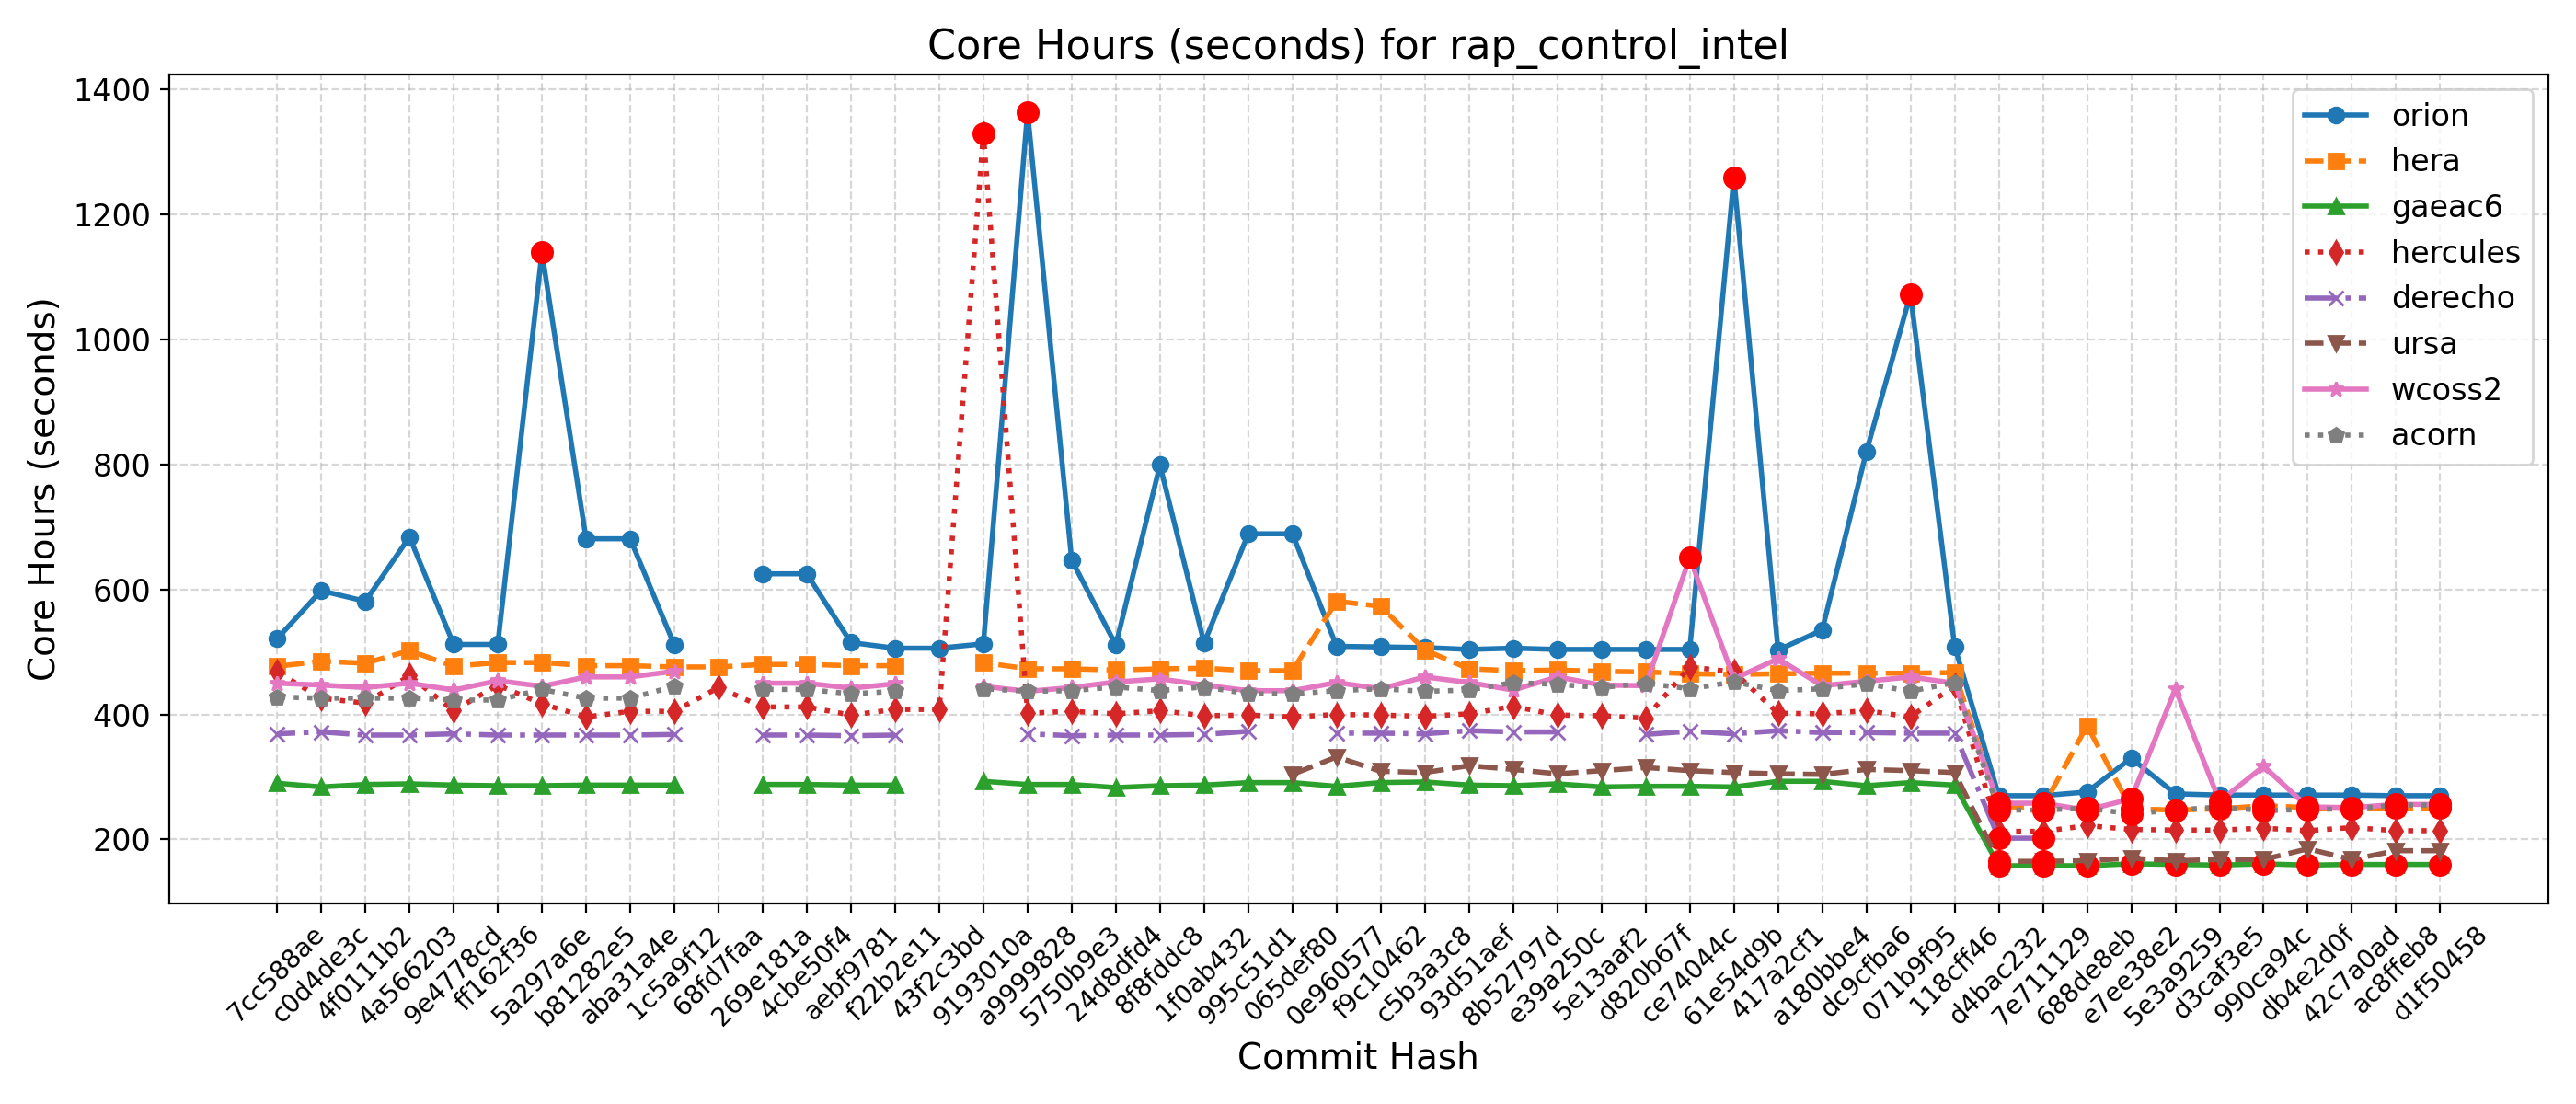 Core Hours (seconds) for rap_control_intel
Core Hours (seconds)
1400
1200
1000
800
600
400
200
orion
hera
gaeac6
hercules
derecho
ursa
wcoss2
acorn
7cc588ae
c0d4de3c
4f0111b2
4a566203
9e4778cd
ff162f36
5a297a6e
b81282e5
aba31a4e
1c5a9f12
68fd7faa
269e181a
4cbe50f4
aebf9781
f22b2e11
43f2c3bd
9193010a
a9999828
5750b9e3
24d8dfd4
8f8fddc8
1f0ab432
995c51d1
065def80
0e960577
f9c10462
c5b3a3c8
93d51aef
8b52797d
e39a250c
5e13aaf2
d820b67f
ce74044c
61e54d9b
417a2cf1
a180bbe4
dc9cfba6
071b9f95
118cff46
d4bac232
7e711129
688de8eb
e7ee38e2
5e3a9259
d3caf3e5
990ca94c
db4e2d0f
42c7a0ad
ac8ffeb8
d1f50458
Commit Hash